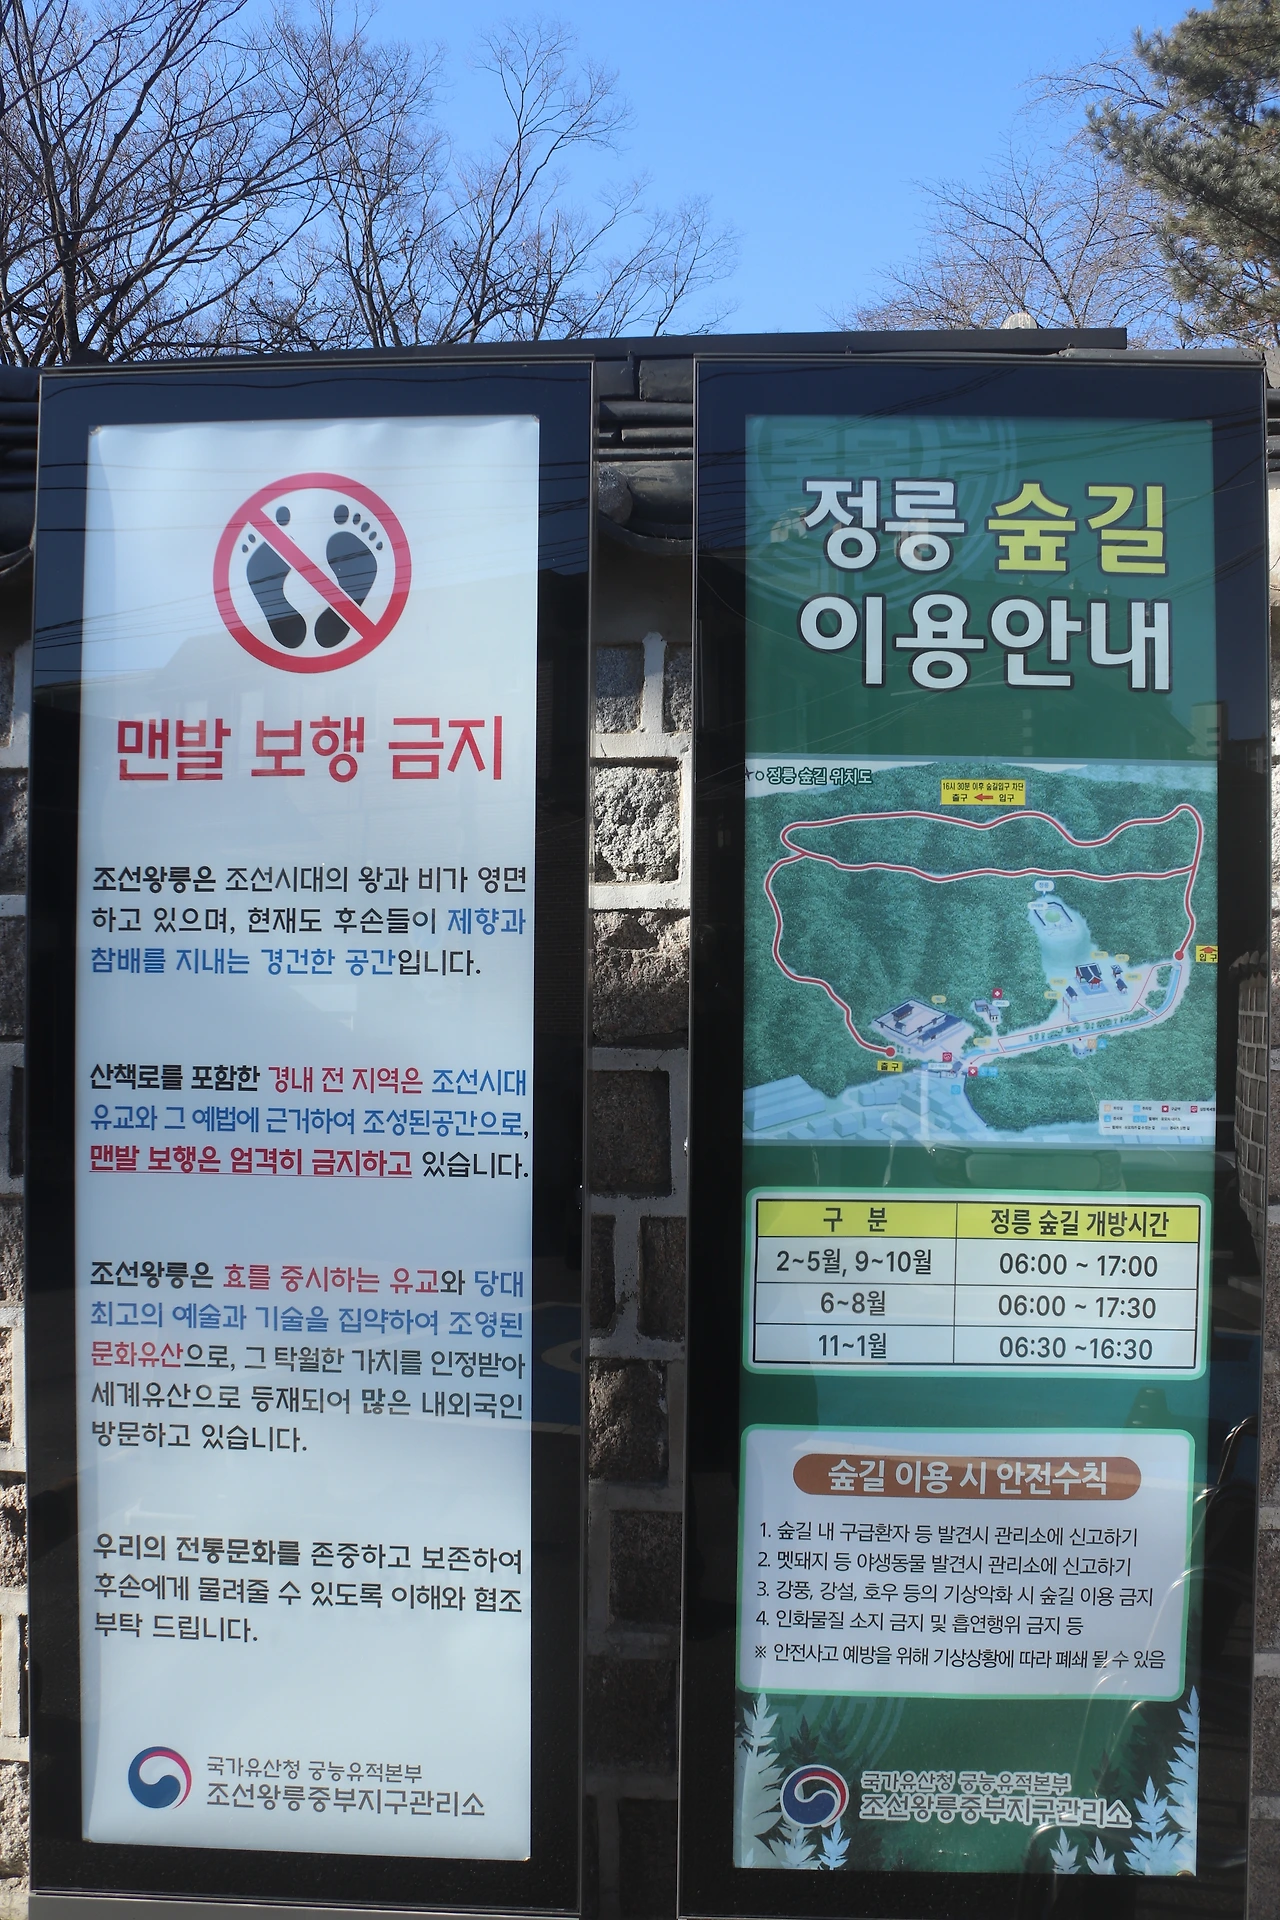 맨발 보행 금지
조선왕릉은 조선시대의 왕과 비가 영면
하고 있으며, 현재도 후손들이 제향과
참배를 지내는 경건한 공간입니다.
산책로를 포함한 경내 전 지역은 조선시대
유교와 그 예법에 근거하여 조성된공간으로,
맨발 보행은 엄격히 금지하고 있습니다.
조선왕릉은 효를 중시하는 유교와 당대
최고의 예술과 기술을 집약하여 조영된
문화유산으로, 그 탁월한 가치를 인정받아
세계유산으로 등재되어 많은 내외국인
방문하고 있습니다.
우리의 전통문화를 존중하고 보존하여
후손에게 물려줄 수 있도록 이해와 협조
부탁 드립니다.
국가유산청 궁능유적본부
조선왕릉중부지구관리소
정릉 숲길
이용안내
정릉 숲길 위치도
16시 30분 이후 숲길입구 차단
출구 ← 입구
입구
출구
구 분 정릉 숲길 개방시간
2~5월, 9~10월 06:00 ~ 17:00
6~8월 06:00 ~ 17:30
11~1월 06:30 ~16:30
숲길 이용 시 안전수칙
1. 숲길 내 구급환자 등 발견시 관리소에 신고하기
2. 멧돼지 등 야생동물 발견시 관리소에 신고하기
3. 강풍, 강설, 호우 등의 기상악화 시 숲길 이용 금지
4. 인화물질 소지 금지 및 흡연행위 금지 등
※ 안전사고 예방을 위해 기상상황에 따라 폐쇄 될 수 있음
국가유산청 궁능유적본부
조선왕릉중부지구관리소